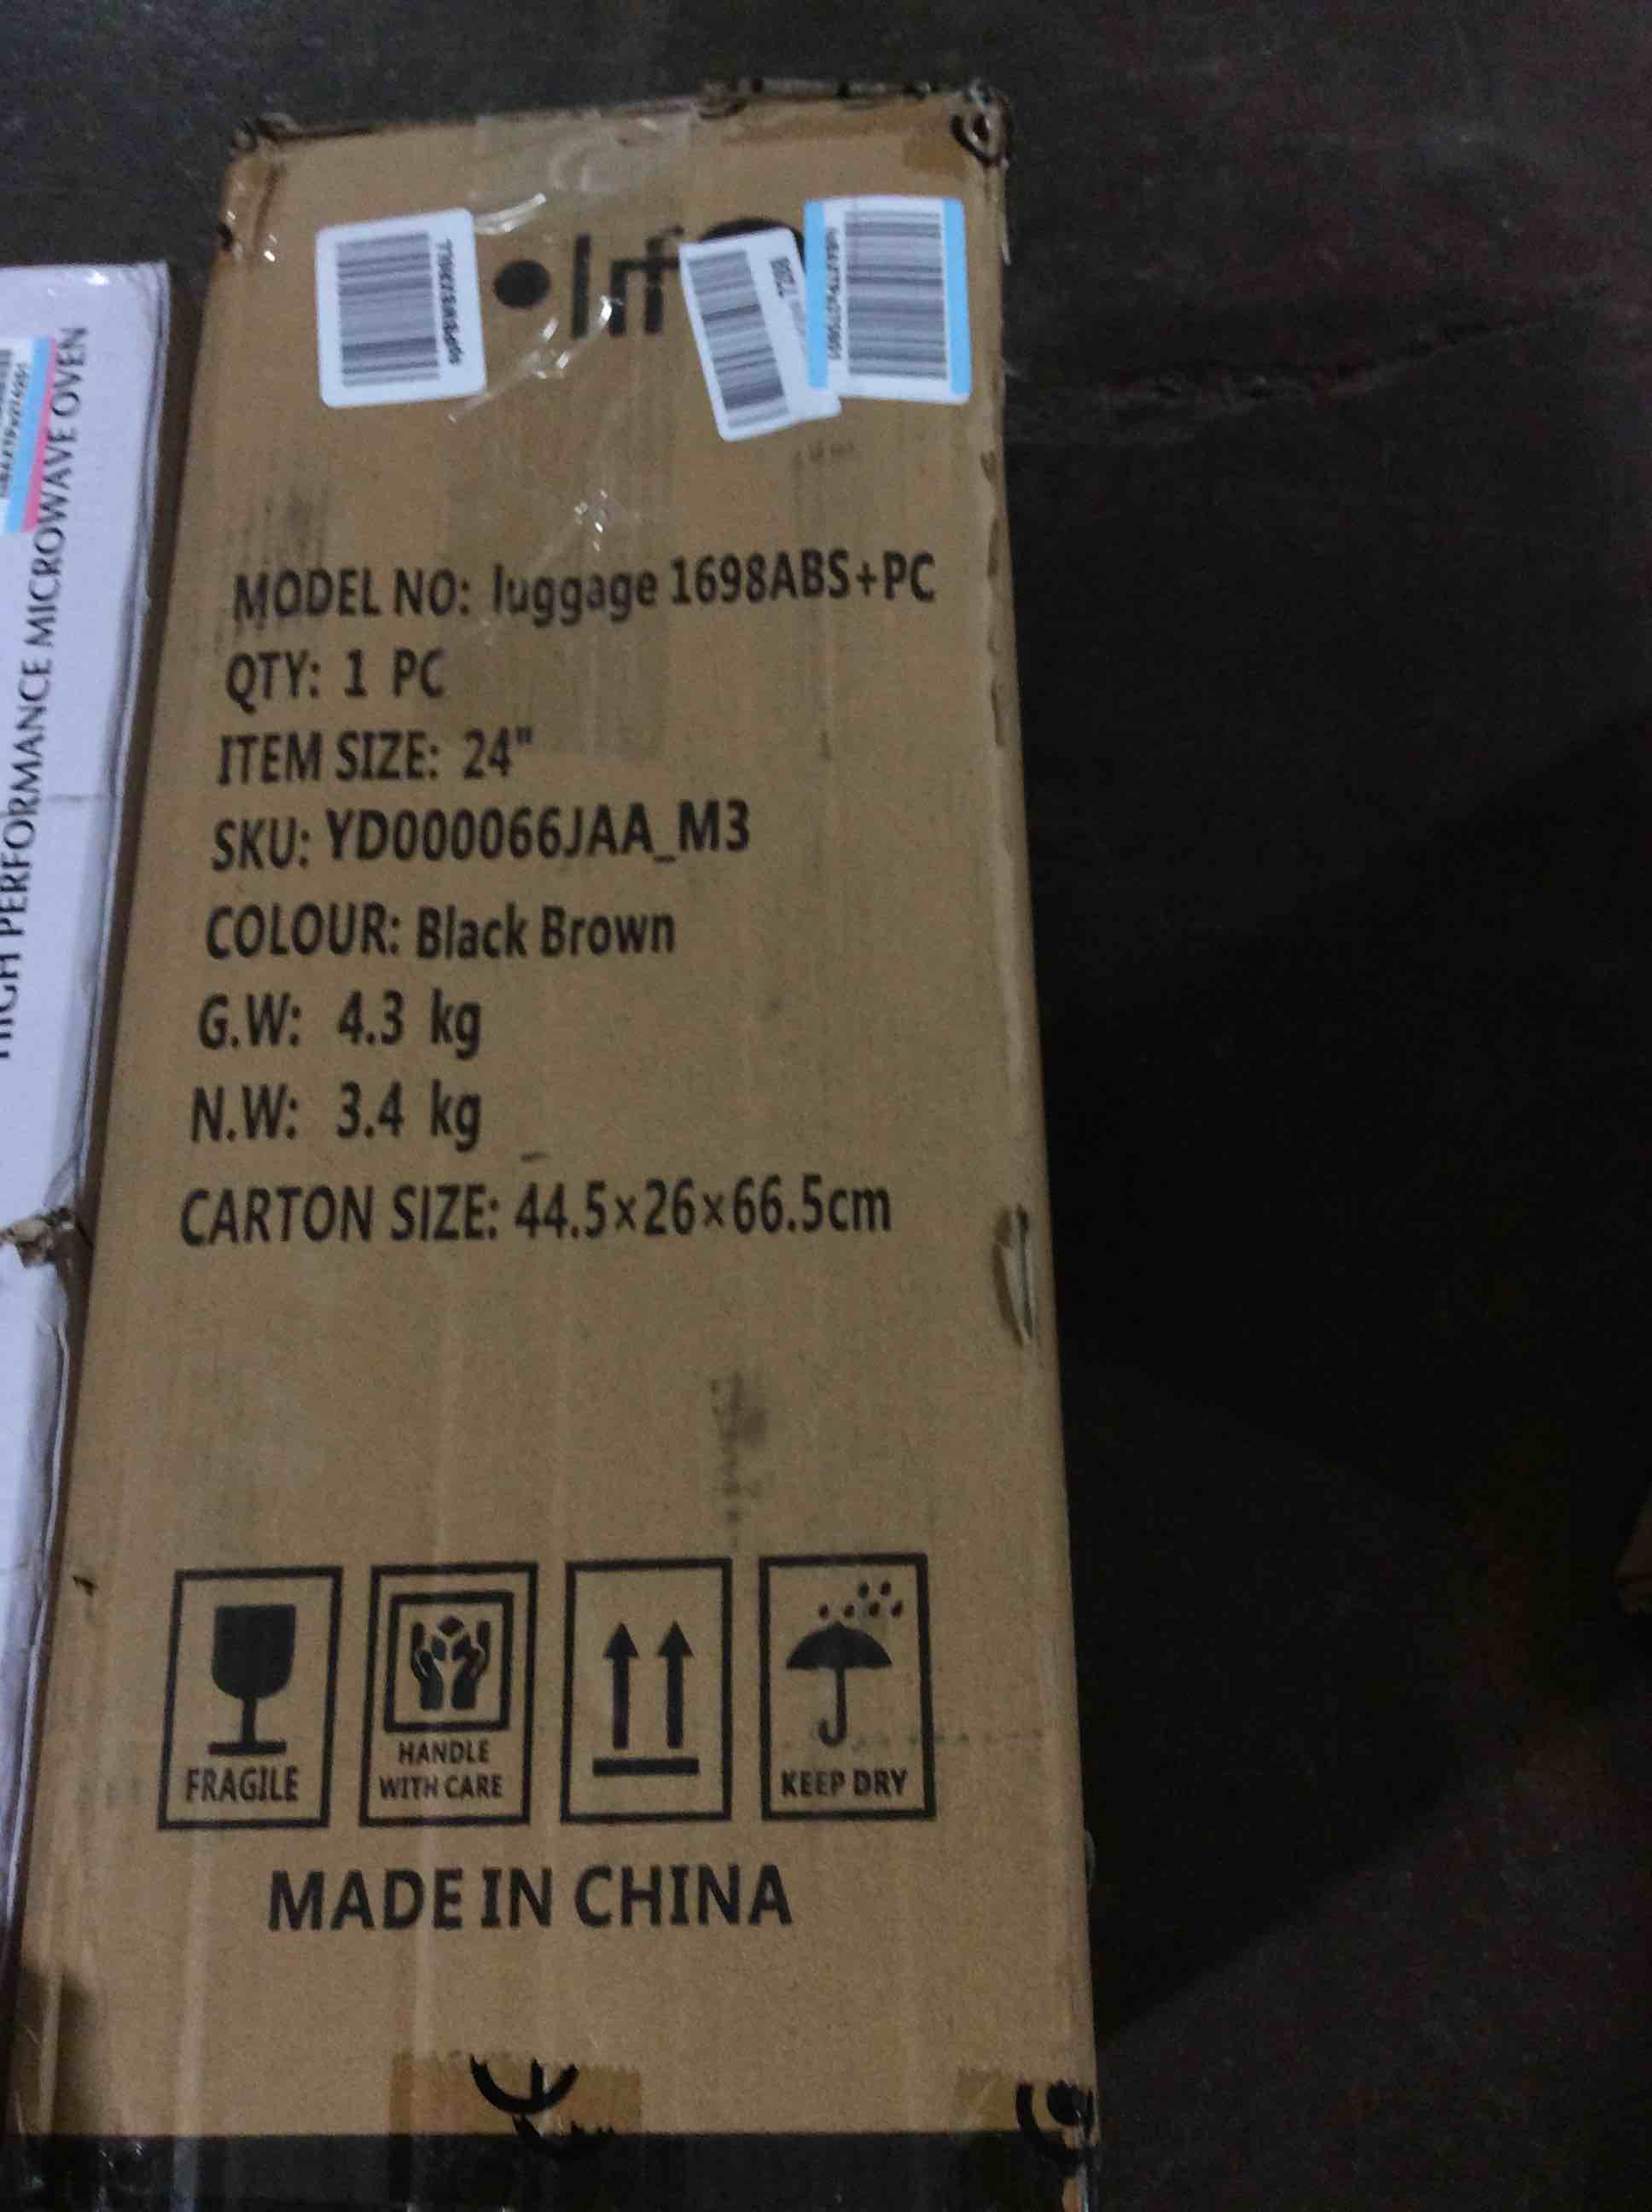 MODEL NO: luggage 1698ABS+PC
QTY: 1 PC
ITEM SIZE: 24"
SKU: YD000066JAA_M3
COLOUR: Black Brown
G.W: 4.3 kg
N.W: 3.4 kg
CARTON SIZE: 44.5×26×66.5cm
FRAGILE
HANDLE
WITH CARE
KEEP DRY
MADE IN CHINA
HIGH PERFORMANCE MICROWAVE OVEN